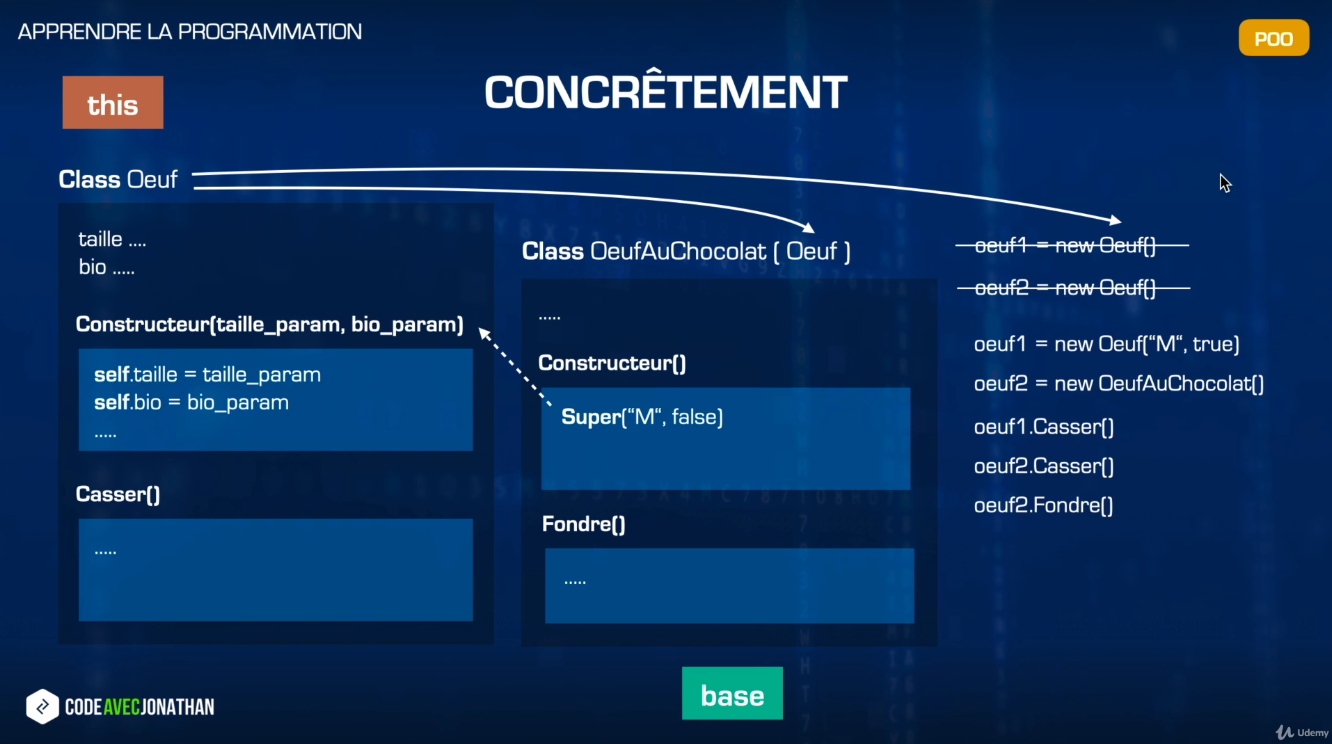 APPRENDRE LA PROGRAMMATION
POO
CONCRÊTEMENT
this
Class Oeuf
taille ....
bio .....
Constructeur(taille_param, bio_param)
self.taille = taille_param
self.bio = bio_param
.....
Casser()
.....
Class OeufAuChocolat ( Oeuf )
.....
Constructeur()
Super("M", false)
Fondre()
.....
oeuf1 = new Oeuf()
oeuf2 = new Oeuf()
oeuf1 = new Oeuf("M", true)
oeuf2 = new OeufAuChocolat()
oeuf1.Casser()
oeuf2.Casser()
oeuf2.Fondre()
base
CODEAVECJONATHAN
Udemy